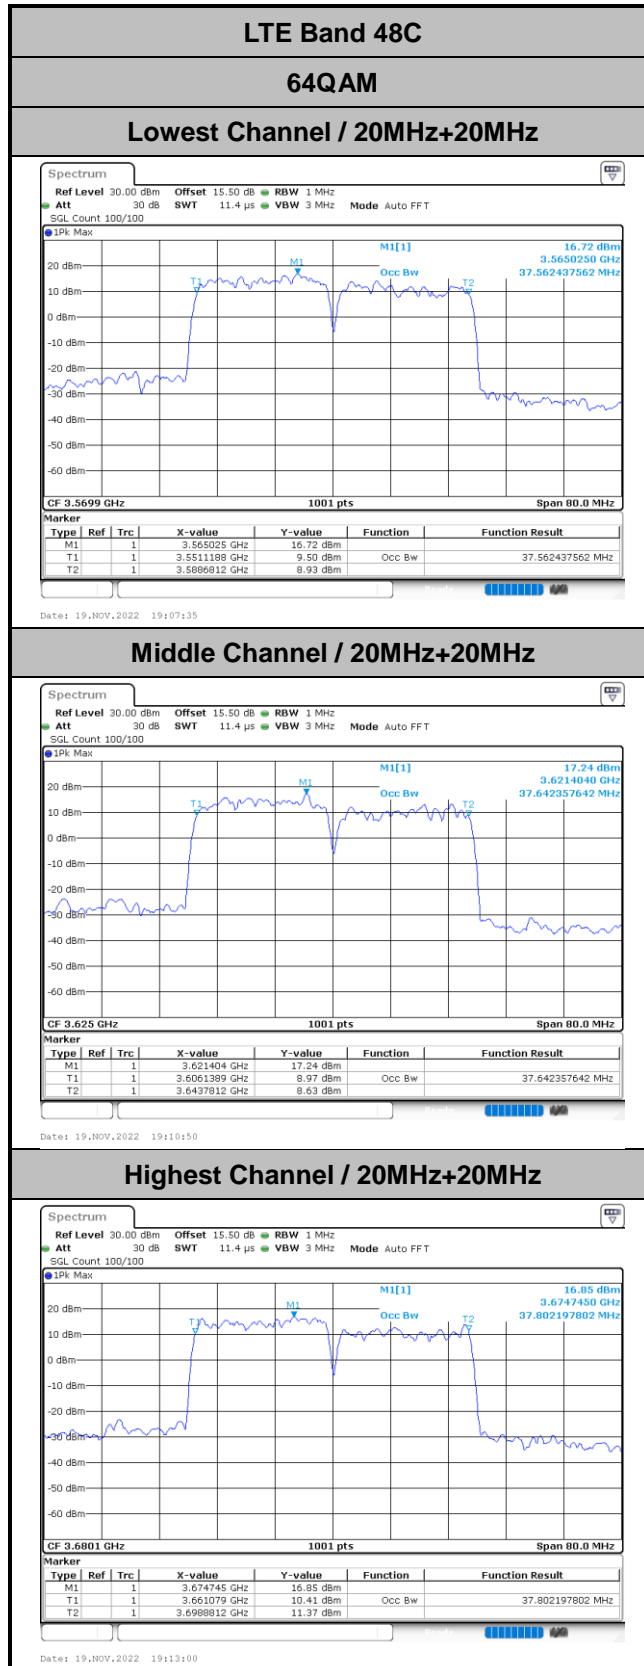 LTE Band 48C
64QAM
Lowest Channel / 20MHz+20MHz
Spectrum
Ref Level 30.00 dBm Offset 15.50 dB RBW 1 MHz
Att 30 dB SWT 11.4 µs VBW 3 MHz Mode Auto FFT
SGL Count 100/100
1Pk Max
M1[1] 16.72 dBm
3.5650250 GHz
Occ Bw 37.562437562 MHz
M1
T1
T2
20 dBm
10 dBm
0 dBm
-10 dBm
-20 dBm
-30 dBm
-40 dBm
-50 dBm
-60 dBm
CF 3.5699 GHz 1001 pts Span 80.0 MHz
Marker
Type Ref Trc X-value Y-value Function Function Result
M1 1 3.565025 GHz 16.72 dBm
T1 1 3.5511188 GHz 9.50 dBm Occ Bw 37.562437562 MHz
T2 1 3.5886812 GHz 8.93 dBm
Date: 19.NOV.2022 19:07:35
Middle Channel / 20MHz+20MHz
Spectrum
Ref Level 30.00 dBm Offset 15.50 dB RBW 1 MHz
Att 30 dB SWT 11.4 µs VBW 3 MHz Mode Auto FFT
SGL Count 100/100
1Pk Max
M1[1] 17.24 dBm
3.6214040 GHz
Occ Bw 37.642357642 MHz
M1
T1
T2
20 dBm
10 dBm
0 dBm
-10 dBm
-20 dBm
-30 dBm
-40 dBm
-50 dBm
-60 dBm
CF 3.625 GHz 1001 pts Span 80.0 MHz
Marker
Type Ref Trc X-value Y-value Function Function Result
M1 1 3.621404 GHz 17.24 dBm
T1 1 3.6061389 GHz 8.97 dBm Occ Bw 37.642357642 MHz
T2 1 3.6437812 GHz 8.63 dBm
Date: 19.NOV.2022 19:10:50
Highest Channel / 20MHz+20MHz
Spectrum
Ref Level 30.00 dBm Offset 15.50 dB RBW 1 MHz
Att 30 dB SWT 11.4 µs VBW 3 MHz Mode Auto FFT
SGL Count 100/100
1Pk Max
M1[1] 16.85 dBm
3.6747450 GHz
Occ Bw 37.802197802 MHz
M1
T1
T2
20 dBm
10 dBm
0 dBm
-10 dBm
-20 dBm
-30 dBm
-40 dBm
-50 dBm
-60 dBm
CF 3.6801 GHz 1001 pts Span 80.0 MHz
Marker
Type Ref Trc X-value Y-value Function Function Result
M1 1 3.674745 GHz 16.85 dBm
T1 1 3.661079 GHz 10.41 dBm Occ Bw 37.802197802 MHz
T2 1 3.6988812 GHz 11.37 dBm
Date: 19.NOV.2022 19:13:00